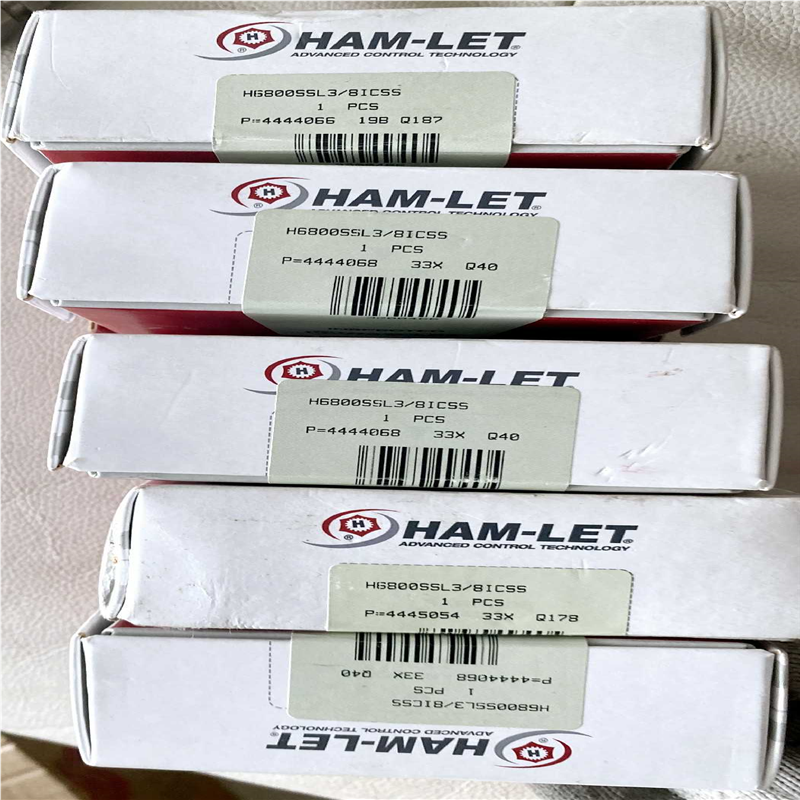 H HAM-LET®
ADVANCED CONTROL TECHNOLOGY
H6800SSL3/8ICSS
1 PCS
P=4444066 19B Q187
H HAM-LET®
ADVANCED CONTROL TECHNOLOGY
H6800SSL3/8ICSS
1 PCS
P=4444068 33X Q40
H HAM-LET
H6800SSL3/8ICSS
1 PCS
P=4444068 33X Q40
H HAM-LET®
ADVANCED CONTROL TECHNOLOGY
H6800SSL3/8ICSS
1 PCS
P=4445054 33X Q178
H HAM-LET®
ADVANCED CONTROL TECHNOLOGY
H6800SSL3/8ICSS
1 PCS
P=4444068 33X Q40